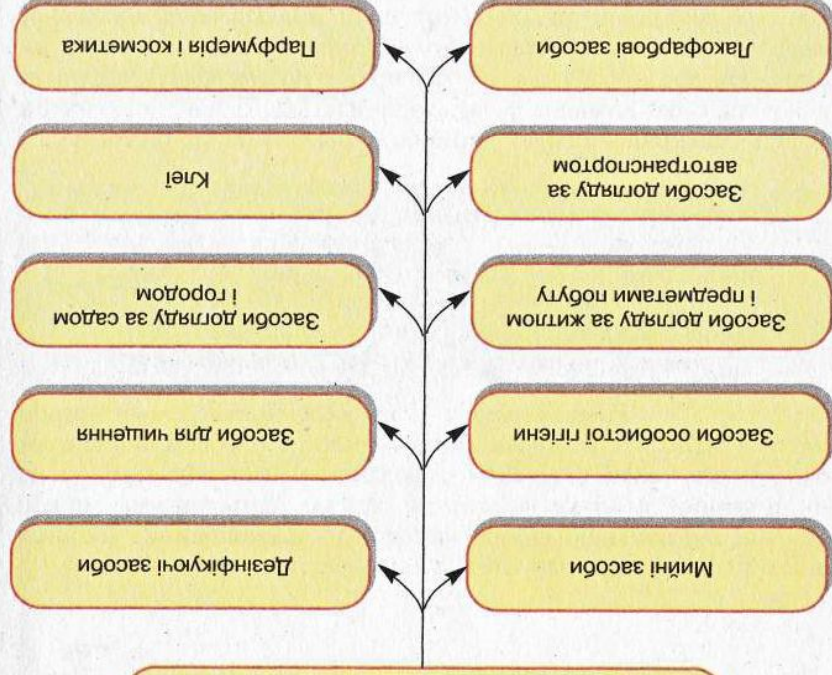 Мийні засоби
Дезінфікуючі засоби
Засоби особистої гігієни
Засоби для чищення
Засоби догляду за житлом
і предметами побуту
Засоби догляду за садом
і городом
Засоби догляду за
автотранспортом
Клеї
Лакофарбові засоби
Парфумерія і косметика